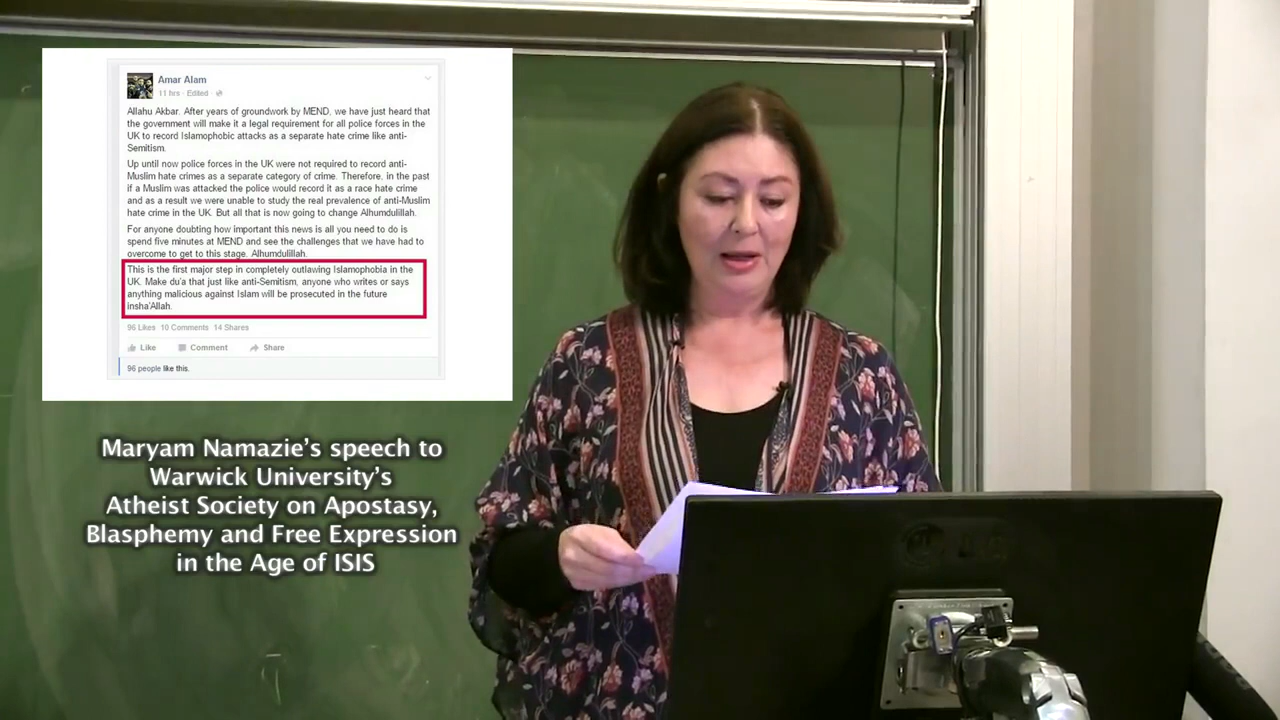 Amar Alam
11 hrs · Edited ·
Allahu Akbar. After years of groundwork by MEND, we have just heard that
the government will make it a legal requirement for all police forces in the
UK to record Islamophobic attacks as a separate hate crime like anti-
Semitism.
Up until now police forces in the UK were not required to record anti-
Muslim hate crimes as a separate category of crime. Therefore, in the past
if a Muslim was attacked the police would record it as a race hate crime
and as a result we were unable to study the real prevalence of anti-Muslim
hate crime in the UK. But all that is now going to change Alhumdulillah.
For anyone doubting how important this news is all you need to do is
spend five minutes at MEND and see the challenges that we have had to
overcome to get to this stage. Alhumdulillah.
This is the first major step in completely outlawing Islamophobia in the
UK. Make du'a that just like anti-Semitism, anyone who writes or says
anything malicious against Islam will be prosecuted in the future
insha'Allah.
96 Likes 10 Comments 14 Shares
Like Comment Share
96 people like this.
Maryam Namazie's speech to
Warwick University's
Atheist Society on Apostasy,
Blasphemy and Free Expression
in the Age of ISIS